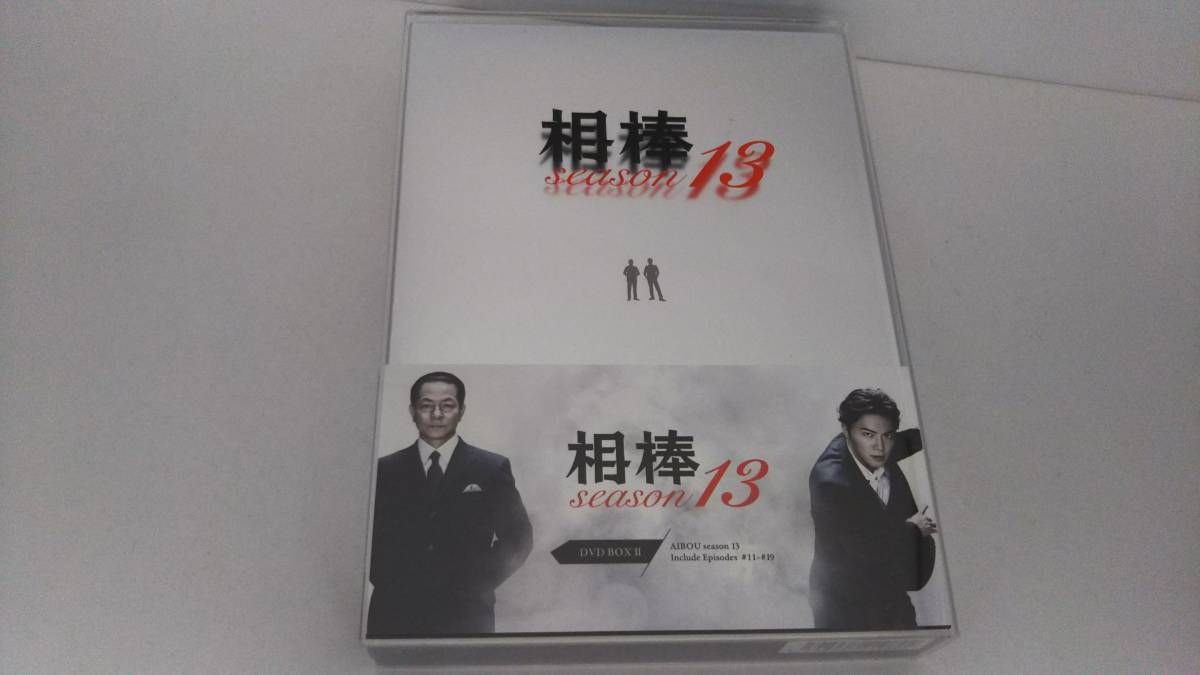 相棒
season 13
相棒
season 13
DVD BOX II
AIBOU season 13
Include Episodes #11–#19